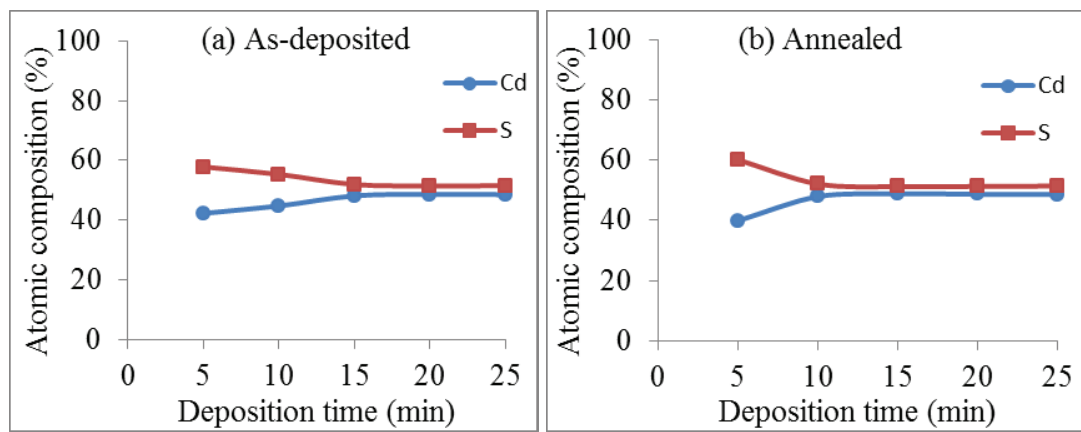 (a) As-deposited
Atomic composition (%)
100
80
60
40
20
0
Cd
S
0 5 10 15 20 25
Deposition time (min)
(b) Annealed
Atomic composition (%)
100
80
60
40
20
0
Cd
S
0 5 10 15 20 25
Deposition time (min)